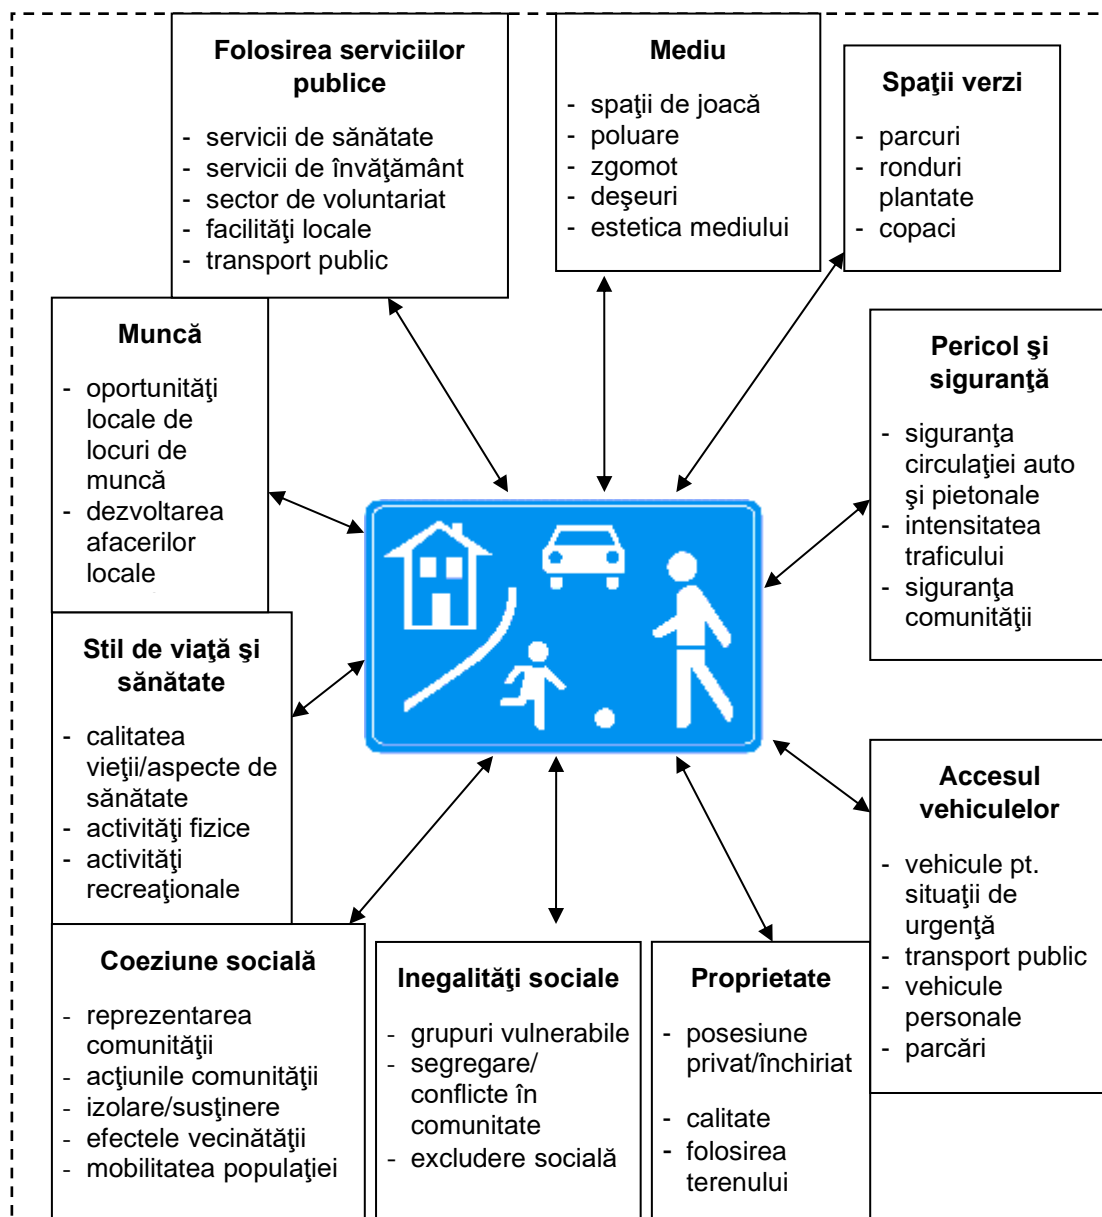 Folosirea serviciilor
publice
- servicii de sănătate
- servicii de învăţământ
- sector de voluntariat
- facilităţi locale
- transport public
Mediu
- spaţii de joacă
- poluare
- zgomot
- deşeuri
- estetica mediului
Spaţii verzi
- parcuri
- ronduri
plantate
- copaci
Muncă
- oportunităţi
locale de
locuri de
muncă
- dezvoltarea
afacerilor
locale
Pericol şi
siguranţă
- siguranţa
circulaţiei auto
şi pietonale
- intensitatea
traficului
- siguranţa
comunităţii
Stil de viaţă şi
sănătate
- calitatea
vieţii/aspecte de
sănătate
- activităţi fizice
- activităţi
recreaţionale
Accesul
vehiculelor
- vehicule pt.
situaţii de
urgenţă
- transport public
- vehicule
personale
- parcări
Coeziune socială
- reprezentarea
comunităţii
- acţiunile comunităţii
- izolare/susţinere
- efectele vecinătăţii
- mobilitatea populaţiei
Inegalităţi sociale
- grupuri vulnerabile
- segregare/
conflicte în
comunitate
- excludere socială
Proprietate
- posesiune
privat/închiriat
- calitate
- folosirea
terenului